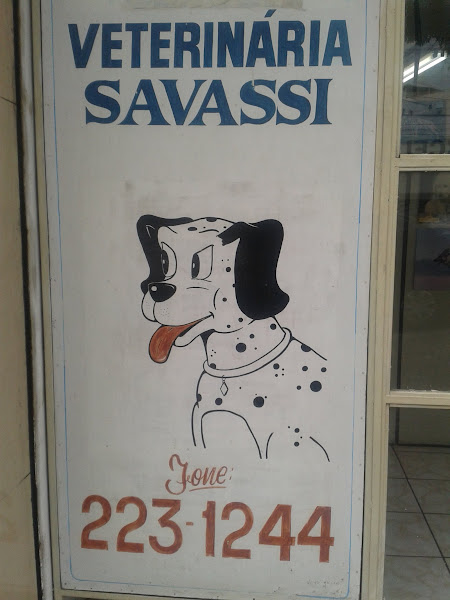 VETERINÁRIA
SAVASSI
Fone:
223-1244